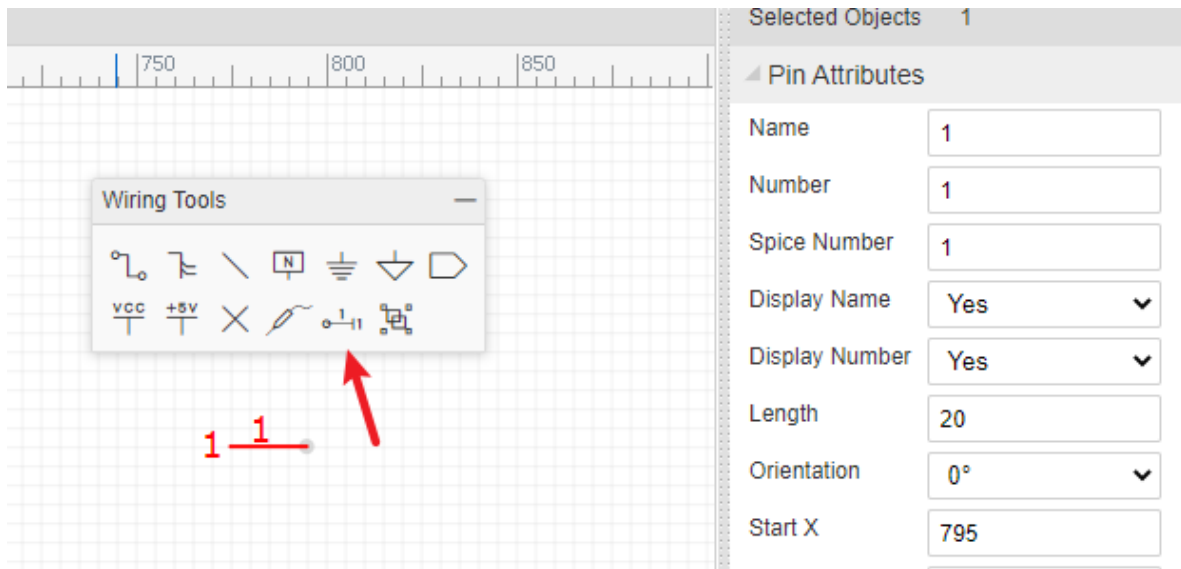 Selected Objects 1
750 800 850
Pin Attributes
Name 1
Number 1
Wiring Tools
Spice Number 1
N
Display Name Yes
VCC +5V 1 1
Display Number Yes
Length 20
1 1
Orientation 0°
Start X 795